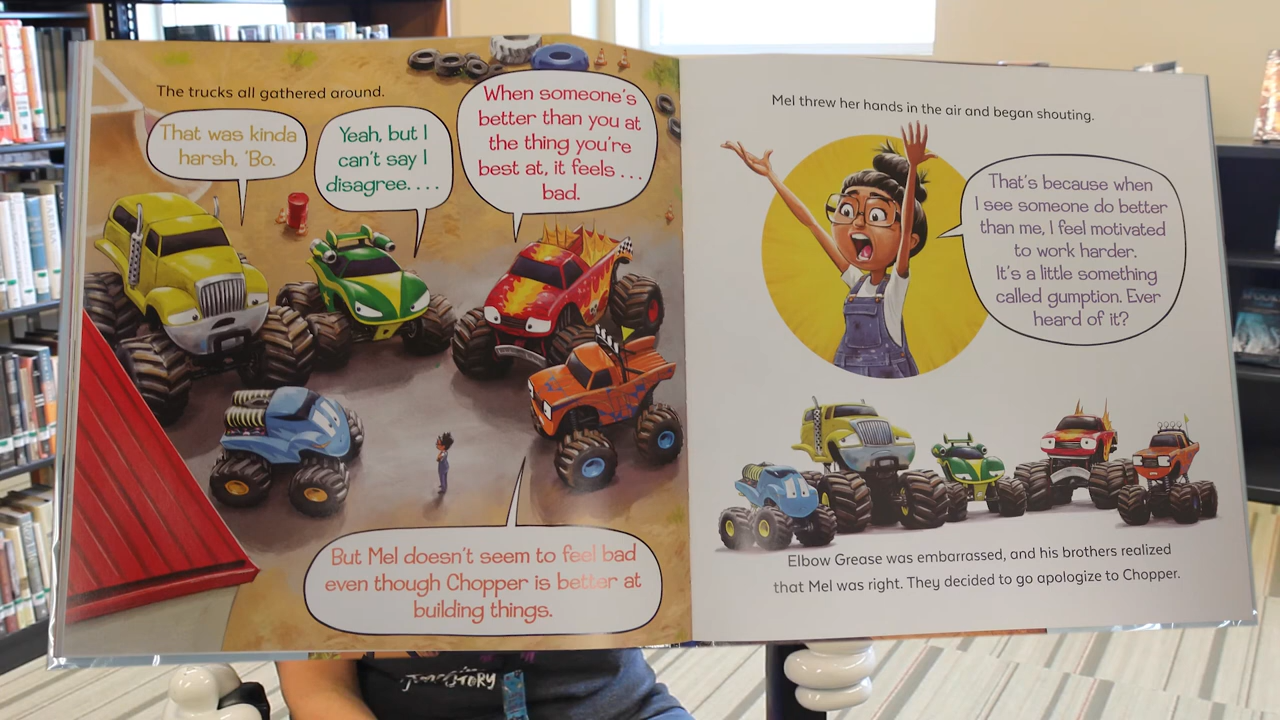 The trucks all gathered around.
That was kinda
harsh, 'Bo.
Yeah, but I
can't say I
disagree....
When someone's
better than you at
the thing you're
best at, it feels ...
bad.
But Mel doesn't seem to feel bad
even though Chopper is better at
building things.
Mel threw her hands in the air and began shouting.
That's because when
I see someone do better
than me, I feel motivated
to work harder.
It's a little something
called gumption. Ever
heard of it?
Elbow Grease was embarrassed, and his brothers realized
that Mel was right. They decided to go apologize to Chopper.